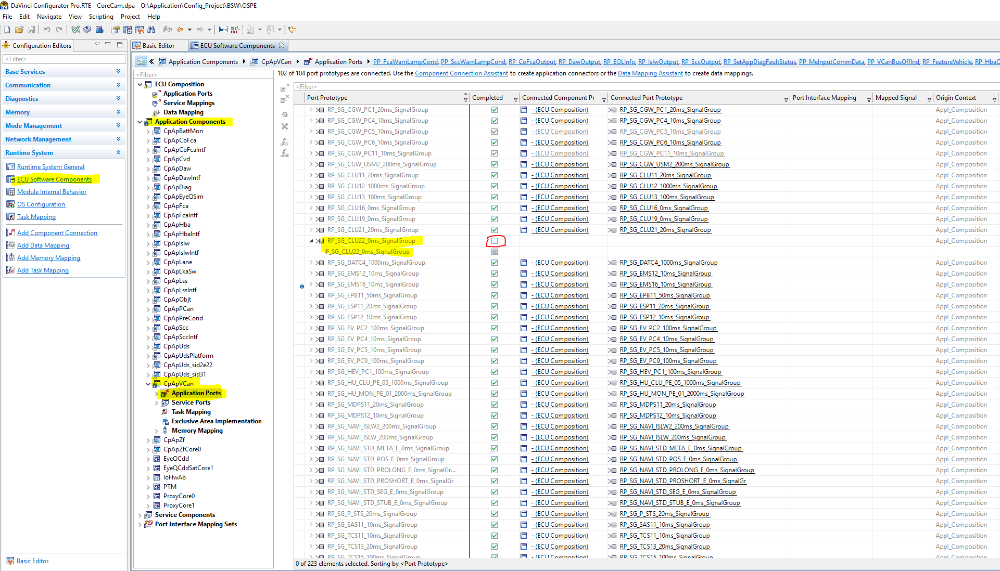 DaVinci Configurator Pro.RTE - CoreCam.dpa - O:\Application\Config_Project\BSW\OSPE
File Edit Navigate View Scripting Project Help
Configuration Editors
<Filter>
Base Services
Communication
Diagnostics
Memory
Mode Management
Network Management
Runtime System
Runtime System General
ECU Software Components
Module Internal Behavior
OS Configuration
Task Mapping
Add Component Connection
Add Data Mapping
Add Memory Mapping
Add Task Mapping
Basic Editor
Basic Editor ECU Software Components
Application Components CpApVCan Application Ports PP_FcaWarnLampCond, PP_SccWarnLampCond, RP_CoFcaOutput, RP_DawOutput, RP_EOLInfo, RP_IslwOutput, RP_SccOutput, RP_SetAppDiagFaultStatus, PP_MeInputCommData, PP_VCanBusOffInd, RP_FeatureVehicle, RP_HbaO
<Filter>
ECU Composition
Application Ports
Service Mappings
Data Mapping
Application Components
CpApBattMon
CpApCoFca
CpApCoFcaIntf
CpApCvd
CpApDaw
CpApDawIntf
CpApDiag
CpApEyeQSim
CpApFca
CpApFcaIntf
CpApHba
CpApHbaIntf
CpApIslw
CpApIslwIntf
CpApLane
CpApLkaSw
CpApLss
CpApLssIntf
CpApObjt
CpApPCan
CpApPreCond
CpApScc
CpApSccIntf
CpApUds
CpApUdsPlatform
CpApUds_sid2e22
CpApUds_sid31
CpApVCan
Application Ports
Service Ports
Task Mapping
Exclusive Area Implementation
Memory Mapping
CpApZf
CpApZfCore0
EyeQCdd
EyeQCddSatCore1
IoHwAb
PTM
ProxyCore0
ProxyCore1
Service Components
Port Interface Mapping Sets
102 of 104 port prototypes are connected. Use the Component Connection Assistant to create application connectors or the Data Mapping Assistant to create data mappings.
<Filter>
Port Prototype Completed Connected Component Pr Connected Port Prototype Port Interface Mapping Mapped Signal Origin Context
RP_SG_CGW_PC1_20ms_SignalGroup - (ECU Composition) RP_SG_CGW_PC1_20ms_SignalGroup Appl_Composition
RP_SG_CGW_PC4_10ms_SignalGroup - (ECU Composition) RP_SG_CGW_PC4_10ms_SignalGroup Appl_Composition
RP_SG_CGW_PC5_10ms_SignalGroup - (ECU Composition) RP_SG_CGW_PC5_10ms_SignalGroup Appl_Composition
RP_SG_CGW_PC6_10ms_SignalGroup - (ECU Composition) RP_SG_CGW_PC6_10ms_SignalGroup Appl_Composition
RP_SG_CGW_PC11_10ms_SignalGroup - (ECU Composition) RP_SG_CGW_PC11_10ms_SignalGroup Appl_Composition
RP_SG_CGW_USM2_200ms_SignalGroup - (ECU Composition) RP_SG_CGW_USM2_200ms_SignalGroup Appl_Composition
RP_SG_CLU11_20ms_SignalGroup - (ECU Composition) RP_SG_CLU11_20ms_SignalGroup Appl_Composition
RP_SG_CLU12_1000ms_SignalGroup - (ECU Composition) RP_SG_CLU12_1000ms_SignalGroup Appl_Composition
RP_SG_CLU13_100ms_SignalGroup - (ECU Composition) RP_SG_CLU13_100ms_SignalGroup Appl_Composition
RP_SG_CLU16_0ms_SignalGroup - (ECU Composition) RP_SG_CLU16_0ms_SignalGroup Appl_Composition
RP_SG_CLU19_0ms_SignalGroup - (ECU Composition) RP_SG_CLU19_0ms_SignalGroup Appl_Composition
RP_SG_CLU21_20ms_SignalGroup - (ECU Composition) RP_SG_CLU21_20ms_SignalGroup Appl_Composition
RP_SG_CLU22_0ms_SignalGroup Appl_Composition
IF_SG_CLU22_0ms_SignalGroup
RP_SG_DATC4_1000ms_SignalGroup - (ECU Composition) RP_SG_DATC4_1000ms_SignalGroup Appl_Composition
RP_SG_EMS12_10ms_SignalGroup - (ECU Composition) RP_SG_EMS12_10ms_SignalGroup Appl_Composition
RP_SG_EMS16_10ms_SignalGroup - (ECU Composition) RP_SG_EMS16_10ms_SignalGroup Appl_Composition
RP_SG_EPB11_50ms_SignalGroup - (ECU Composition) RP_SG_EPB11_50ms_SignalGroup Appl_Composition
RP_SG_ESP11_20ms_SignalGroup - (ECU Composition) RP_SG_ESP11_20ms_SignalGroup Appl_Composition
RP_SG_ESP12_10ms_SignalGroup - (ECU Composition) RP_SG_ESP12_10ms_SignalGroup Appl_Composition
RP_SG_EV_PC2_100ms_SignalGroup - (ECU Composition) RP_SG_EV_PC2_100ms_SignalGroup Appl_Composition
RP_SG_EV_PC4_10ms_SignalGroup - (ECU Composition) RP_SG_EV_PC4_10ms_SignalGroup Appl_Composition
RP_SG_EV_PC5_10ms_SignalGroup - (ECU Composition) RP_SG_EV_PC5_10ms_SignalGroup Appl_Composition
RP_SG_EV_PC9_100ms_SignalGroup - (ECU Composition) RP_SG_EV_PC9_100ms_SignalGroup Appl_Composition
RP_SG_HEV_PC1_100ms_SignalGroup - (ECU Composition) RP_SG_HEV_PC1_100ms_SignalGroup Appl_Composition
RP_SG_HU_CLU_PE_05_1000ms_SignalGroup - (ECU Composition) RP_SG_HU_CLU_PE_05_1000ms_SignalGroup Appl_Composition
RP_SG_HU_MON_PE_01_2000ms_SignalGroup - (ECU Composition) RP_SG_HU_MON_PE_01_2000ms_SignalGroup Appl_Composition
RP_SG_MDPS11_20ms_SignalGroup - (ECU Composition) RP_SG_MDPS11_20ms_SignalGroup Appl_Composition
RP_SG_MDPS12_10ms_SignalGroup - (ECU Composition) RP_SG_MDPS12_10ms_SignalGroup Appl_Composition
RP_SG_NAVI_ISLW2_200ms_SignalGroup - (ECU Composition) RP_SG_NAVI_ISLW2_200ms_SignalGroup Appl_Composition
RP_SG_NAVI_ISLW_200ms_SignalGroup - (ECU Composition) RP_SG_NAVI_ISLW_200ms_SignalGroup Appl_Composition
RP_SG_NAVI_STD_META_E_0ms_SignalGroup - (ECU Composition) RP_SG_NAVI_STD_META_E_0ms_SignalGroup Appl_Composition
RP_SG_NAVI_STD_POS_E_0ms_SignalGroup - (ECU Composition) RP_SG_NAVI_STD_POS_E_0ms_SignalGroup Appl_Composition
RP_SG_NAVI_STD_PROLONG_E_0ms_SignalGr... - (ECU Composition) RP_SG_NAVI_STD_PROLONG_E_0ms_SignalGroup Appl_Composition
RP_SG_NAVI_STD_PROSHORT_E_0ms_SignalGr - (ECU Composition) RP_SG_NAVI_STD_PROSHORT_E_0ms_SignalGr Appl_Composition
RP_SG_NAVI_STD_SEG_E_0ms_SignalGroup - (ECU Composition) RP_SG_NAVI_STD_SEG_E_0ms_SignalGroup Appl_Composition
RP_SG_NAVI_STD_STUB_E_0ms_SignalGroup - (ECU Composition) RP_SG_NAVI_STD_STUB_E_0ms_SignalGroup Appl_Composition
RP_SG_P_STS_20ms_SignalGroup - (ECU Composition) RP_SG_P_STS_20ms_SignalGroup Appl_Composition
RP_SG_SAS11_10ms_SignalGroup - (ECU Composition) RP_SG_SAS11_10ms_SignalGroup Appl_Composition
RP_SG_TCS11_10ms_SignalGroup - (ECU Composition) RP_SG_TCS11_10ms_SignalGroup Appl_Composition
RP_SG_TCS13_20ms_SignalGroup - (ECU Composition) RP_SG_TCS13_20ms_SignalGroup Appl_Composition
RP_SG_TCS15_100ms_SignalGroup - (ECU Composition) RP_SG_TCS15_100ms_SignalGroup Appl_Composition
0 of 223 elements selected. Sorting by <Port Prototype>